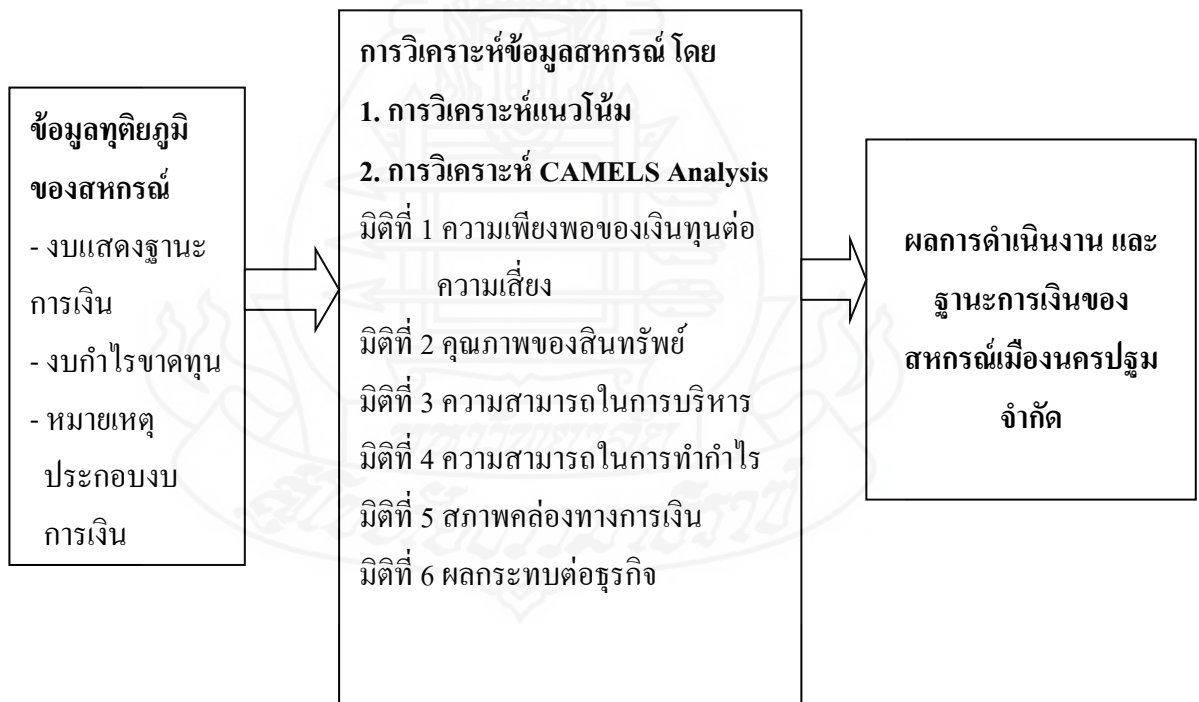 ข้อมูลทุติยภูมิ
ของสหกรณ์
- งบแสดงฐานะ
การเงิน
- งบกำไรขาดทุน
- หมายเหตุ
ประกอบงบ
การเงิน
การวิเคราะห์ข้อมูลสหกรณ์ โดย
1. การวิเคราะห์แนวโน้ม
2. การวิเคราะห์ CAMELS Analysis
มิติที่ 1 ความเพียงพอของเงินทุนต่อ
ความเสี่ยง
มิติที่ 2 คุณภาพของสินทรัพย์
มิติที่ 3 ความสามารถในการบริหาร
มิติที่ 4 ความสามารถในการทำกำไร
มิติที่ 5 สภาพคล่องทางการเงิน
มิติที่ 6 ผลกระทบต่อธุรกิจ
ผลการดำเนินงาน และ
ฐานะการเงินของ
สหกรณ์เมืองนครปฐม
จำกัด